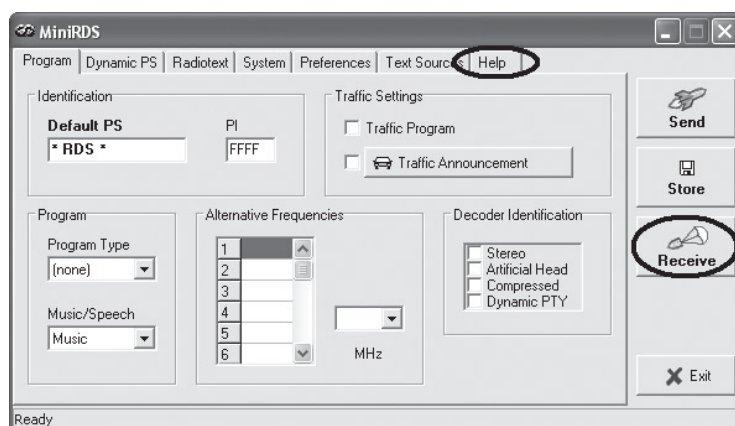 MiniRDS
Program Dynamic PS Radiotext System Preferences Text Sources Help
Identification
Default PS PI
* RDS * FFFF
Traffic Settings
Traffic Program
Traffic Announcement
Program
Program Type
(none)
Music/Speech
Music
Alternative Frequencies
1
2
3
4
5
6
MHz
Decoder Identification
Stereo
Artificial Head
Compressed
Dynamic PTY
Send
Store
Receive
Exit
Ready